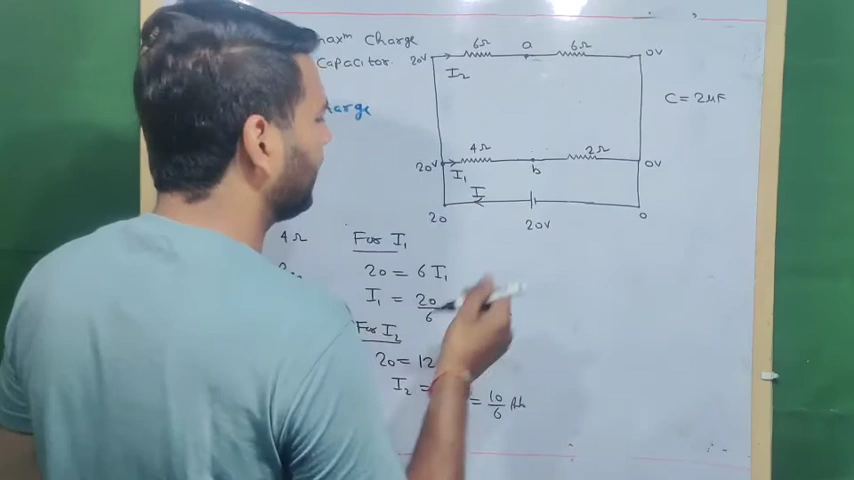 maxm Charge
Capacitor.
harge
20V 6Ω a 6Ω 0V
I2
C = 2μF
4Ω 2Ω
20V I1 b 0V
I
20 20V 0
4Ω
For I1
20 = 6 I1
I1 = 20/6
For I2
20 = 12
I2 = = 10/6 A